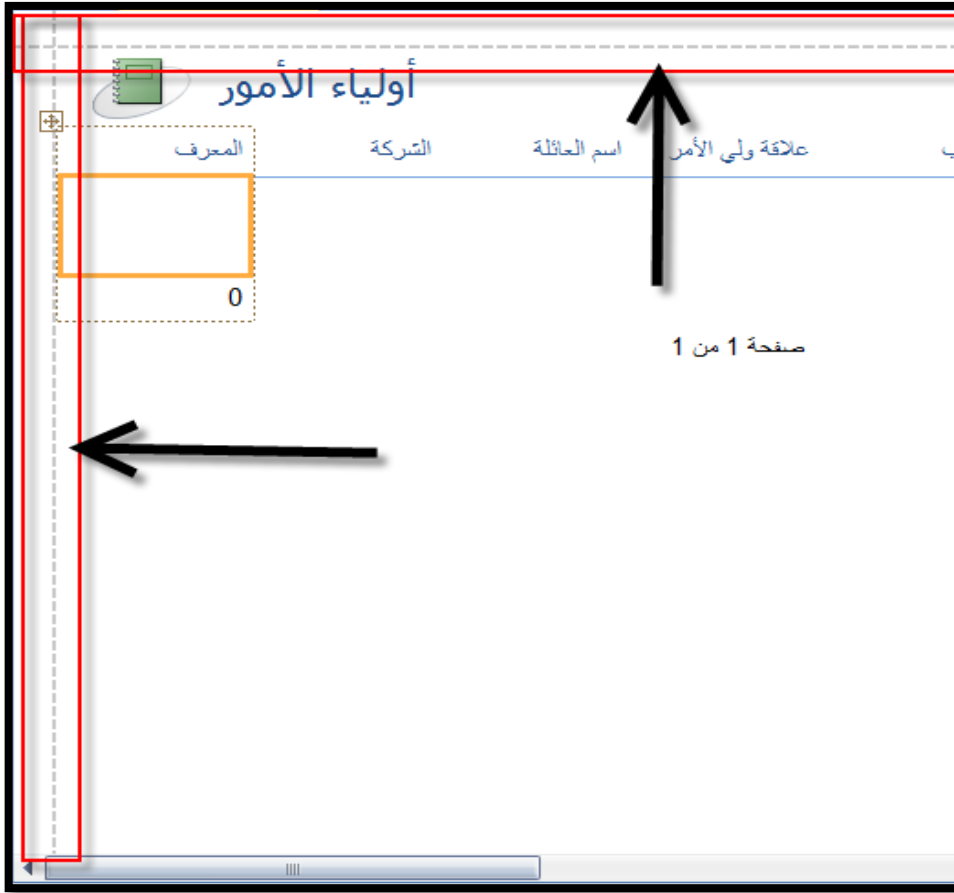 أولياء الأمور
المعرف الشركة اسم العائلة علاقة ولي الأمر
0
صفحة 1 من 1